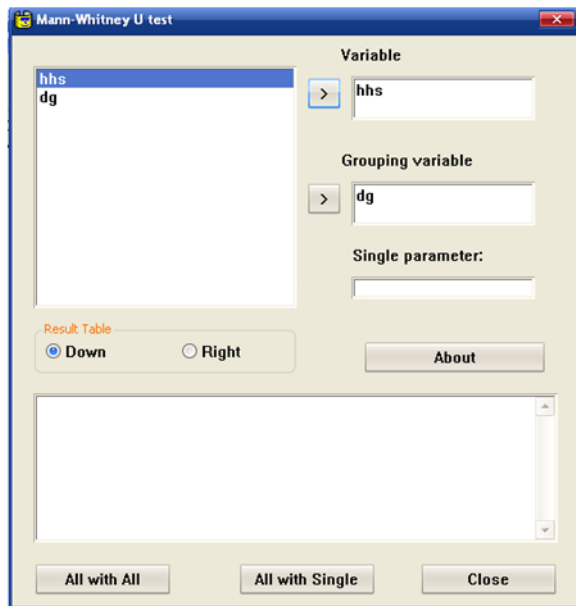 Mann-Whitney U test
Variable
hhs
dg
>
hhs
Grouping variable
>
dg
Single parameter:
Result Table
Down
Right
About
All with All
All with Single
Close